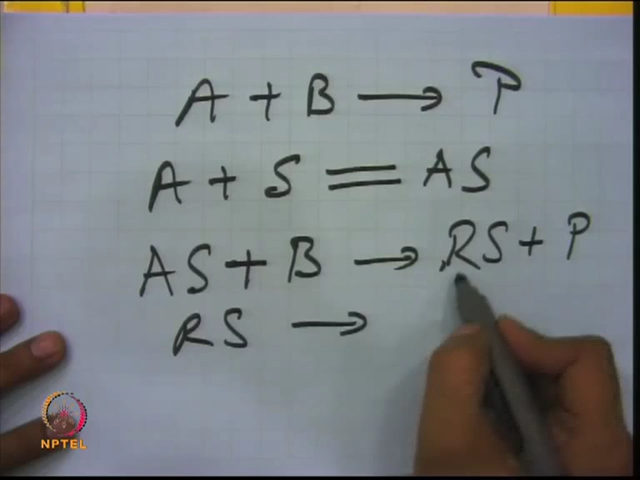 A + B → P
A + S = AS
AS + B → RS + P
RS →
NPTEL